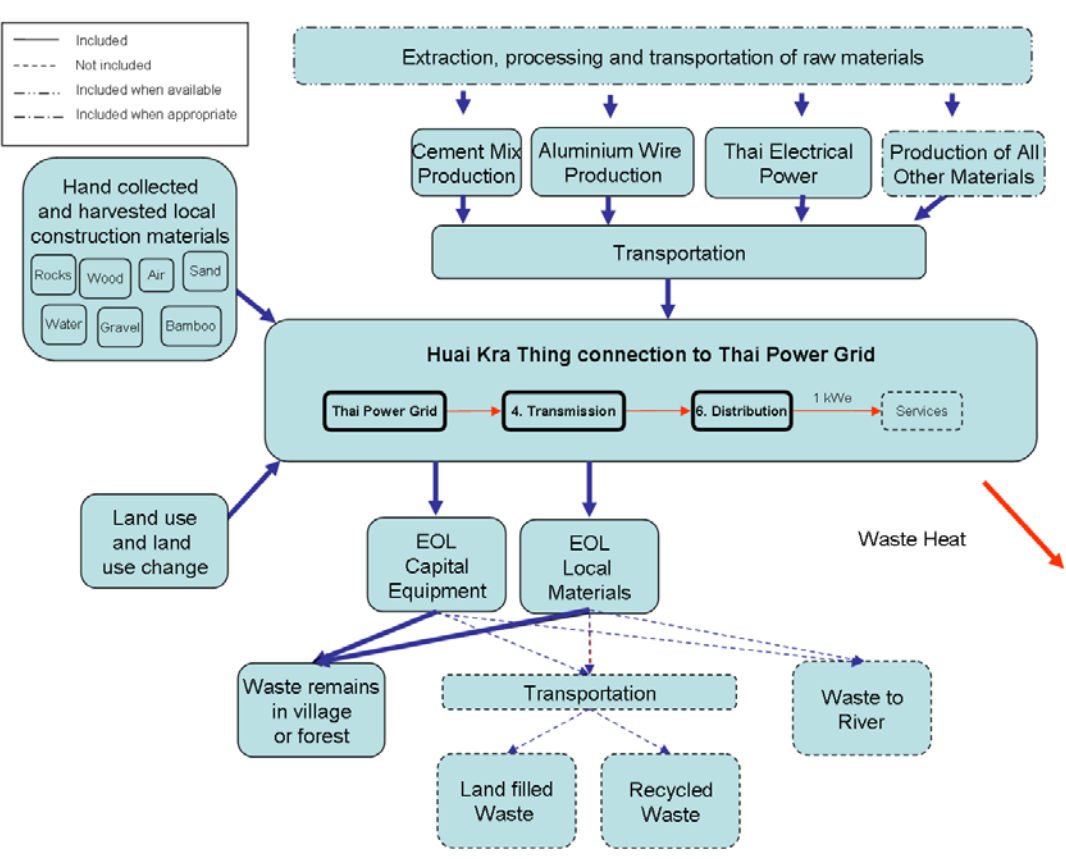 Included
Not included
Included when available
Included when appropriate
Extraction, processing and transportation of raw materials
Cement Mix
Production
Aluminium Wire
Production
Thai Electrical
Power
Production of All
Other Materials
Hand collected
and harvested local
construction materials
Rocks
Wood
Air
Sand
Water
Gravel
Bamboo
Transportation
Huai Kra Thing connection to Thai Power Grid
Thai Power Grid
4. Transmission
6. Distribution
1 kWe
Services
Land use
and land
use change
EOL
Capital
Equipment
EOL
Local
Materials
Waste Heat
Waste remains
in village
or forest
Transportation
Waste to
River
Land filled
Waste
Recycled
Waste